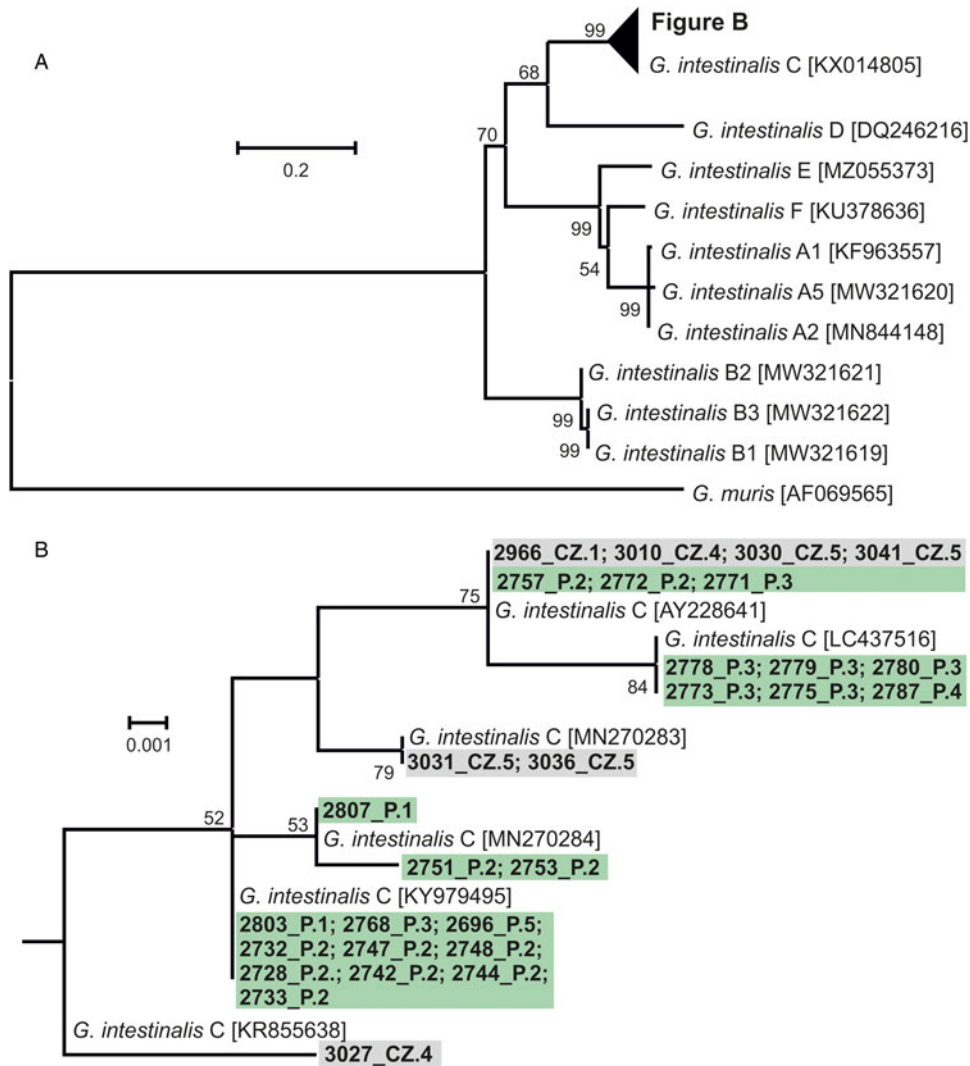 A
99
Figure B
G. intestinalis C [KX014805]
68
G. intestinalis D [DQ246216]
70
0.2
G. intestinalis E [MZ055373]
G. intestinalis F [KU378636]
99
G. intestinalis A1 [KF963557]
54
G. intestinalis A5 [MW321620]
99
G. intestinalis A2 [MN844148]
G. intestinalis B2 [MW321621]
G. intestinalis B3 [MW321622]
99
G. intestinalis B1 [MW321619]
99
G. muris [AF069565]
B
2966_CZ.1; 3010_CZ.4; 3030_CZ.5; 3041_CZ.5
2757_P.2; 2772_P.2; 2771_P.3
75
G. intestinalis C [AY228641]
G. intestinalis C [LC437516]
2778_P.3; 2779_P.3; 2780_P.3
2773_P.3; 2775_P.3; 2787_P.4
84
0.001
G. intestinalis C [MN270283]
3031_CZ.5; 3036_CZ.5
79
2807_P.1
52
53
G. intestinalis C [MN270284]
2751_P.2; 2753_P.2
G. intestinalis C [KY979495]
2803_P.1; 2768_P.3; 2696_P.5;
2732_P.2; 2747_P.2; 2748_P.2;
2728_P.2.; 2742_P.2; 2744_P.2;
2733_P.2
G. intestinalis C [KR855638]
3027_CZ.4